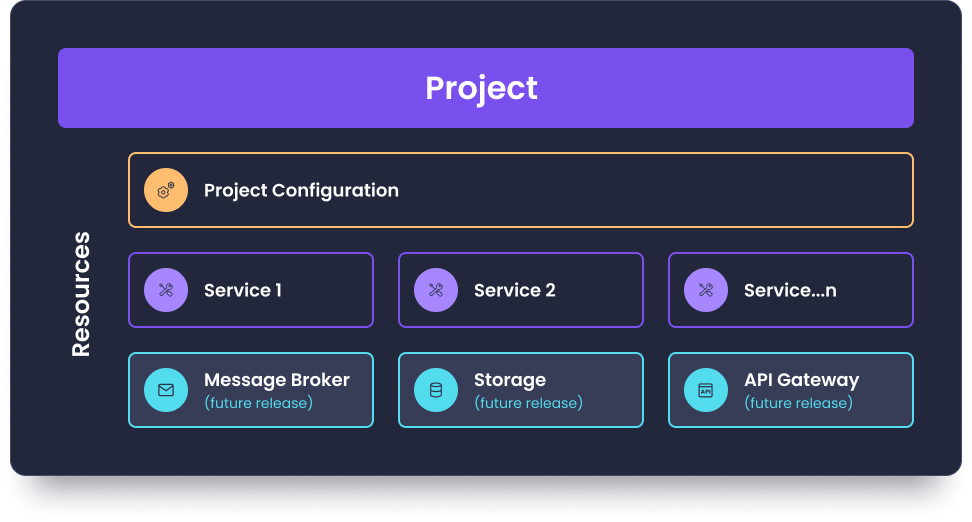 Project
Resources
Project Configuration
Service 1
Service 2
Service...n
Message Broker
(future release)
Storage
(future release)
API Gateway
(future release)
API